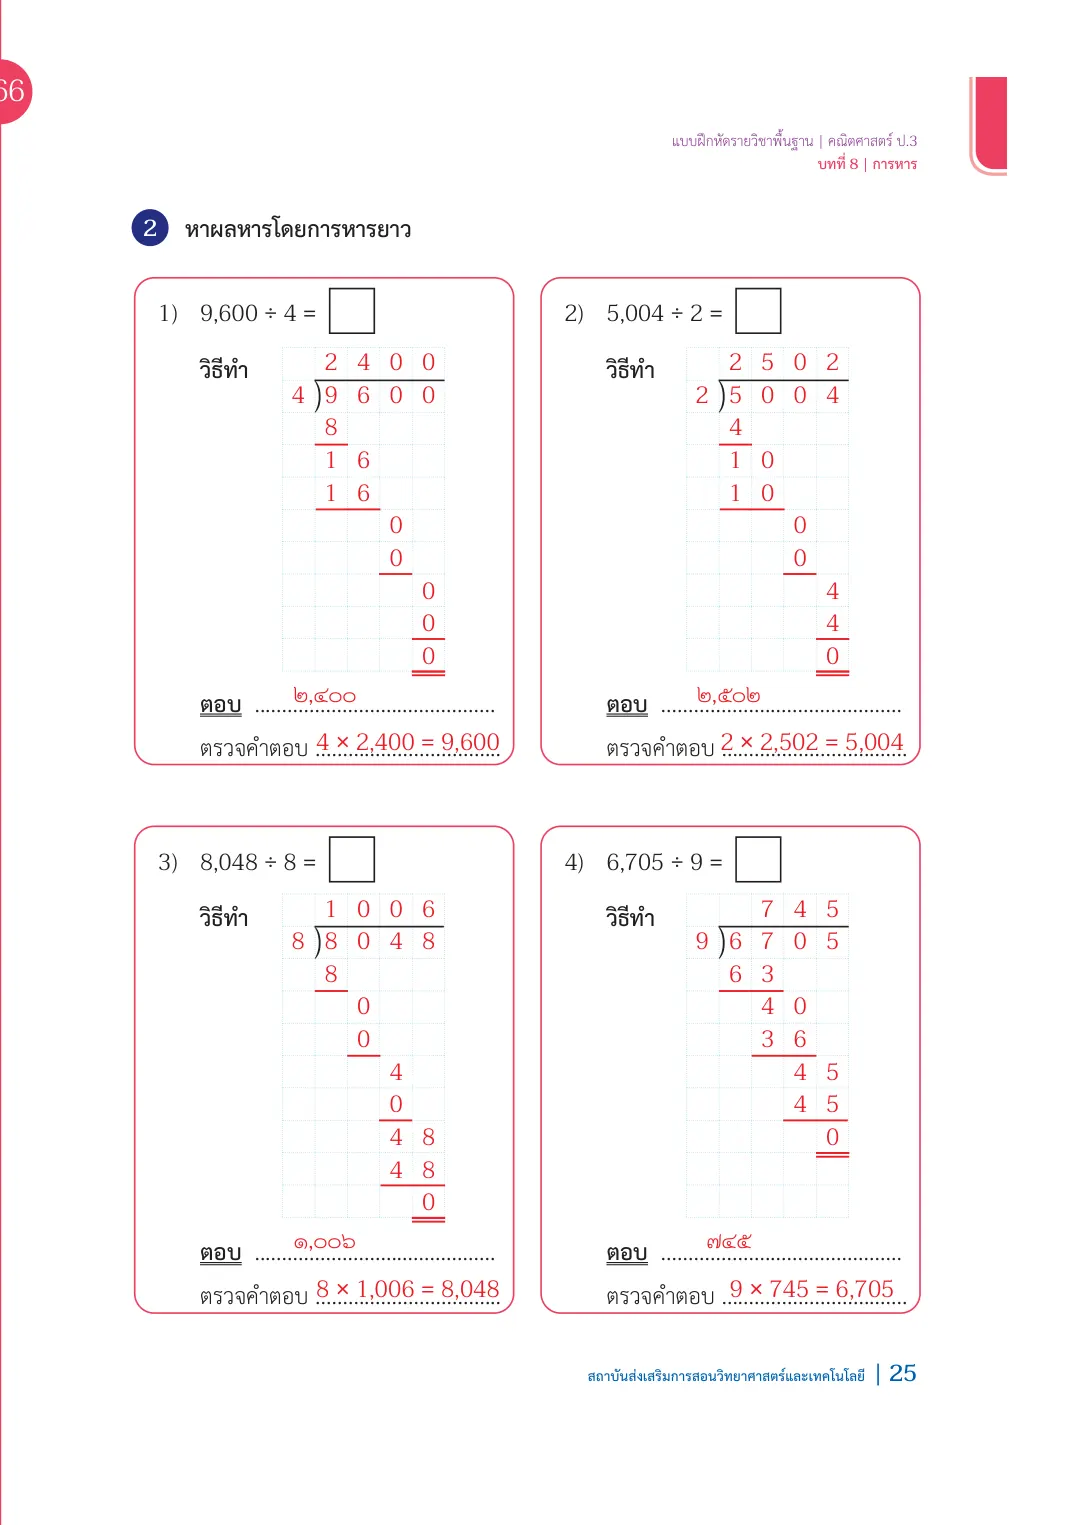 66
แบบฝึกหัดรายวิชาพื้นฐาน | คณิตศาสตร์ ป.3
บทที่ 8 | การหาร
2 หาผลหารโดยการหารยาว
1) 9,600 ÷ 4 =
วิธีทำ
2 4 0 0
4 ) 9 6 0 0
8
1 6
1 6
0
0
0
0
0
ตอบ ๒,๔๐๐
ตรวจคำตอบ 4 × 2,400 = 9,600
2) 5,004 ÷ 2 =
วิธีทำ
2 5 0 2
2 ) 5 0 0 4
4
1 0
1 0
0
0
4
4
0
ตอบ ๒,๕๐๒
ตรวจคำตอบ 2 × 2,502 = 5,004
3) 8,048 ÷ 8 =
วิธีทำ
1 0 0 6
8 ) 8 0 4 8
8
0
0
4
0
4 8
4 8
0
ตอบ ๑,๐๐๖
ตรวจคำตอบ 8 × 1,006 = 8,048
4) 6,705 ÷ 9 =
วิธีทำ
7 4 5
9 ) 6 7 0 5
6 3
4 0
3 6
4 5
4 5
0
ตอบ ๗๔๕
ตรวจคำตอบ 9 × 745 = 6,705
สถาบันส่งเสริมการสอนวิทยาศาสตร์และเทคโนโลยี | 25